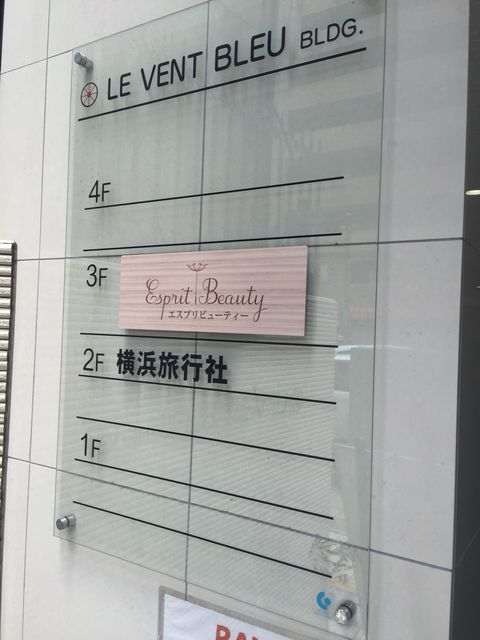 LE VENT BLEU BLDG.
4F
3F
Esprit Beauty
エスプリビューティー
2F 横浜旅行社
1F